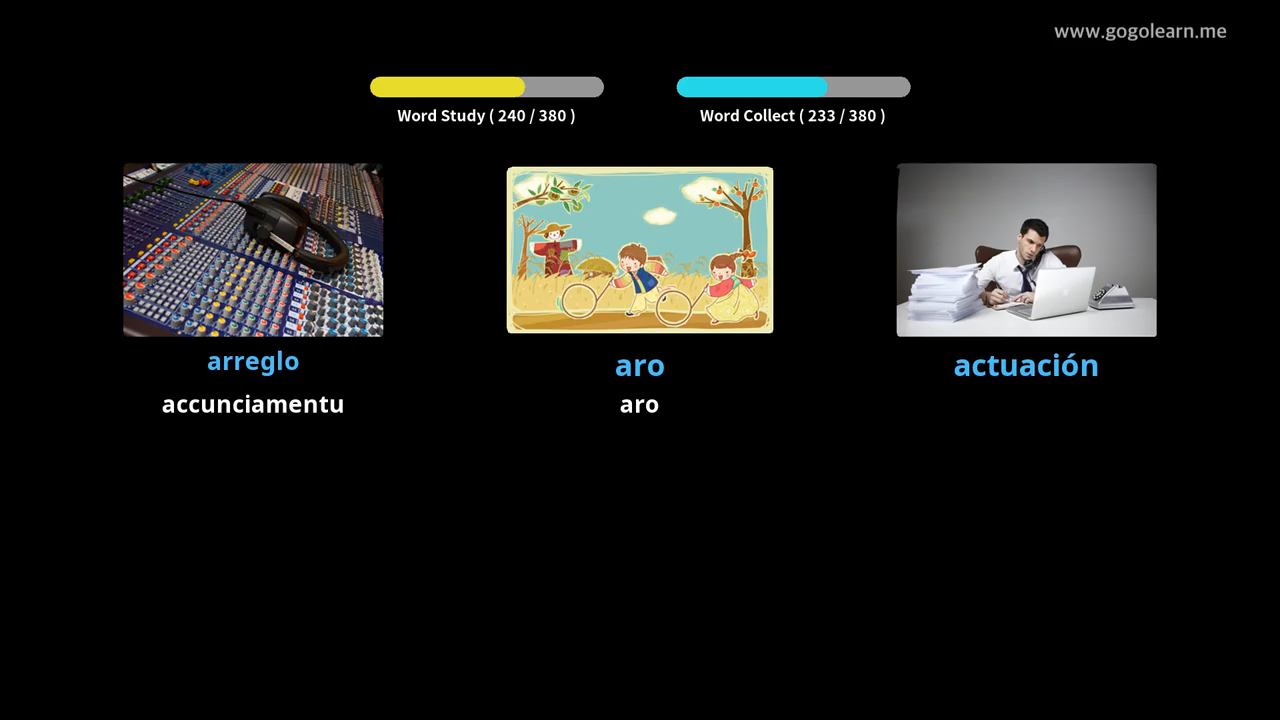 www.gogolearn.me
Word Study ( 240 / 380 )
Word Collect ( 233 / 380 )
arreglo
aro
actuación
accunciamentu
aro